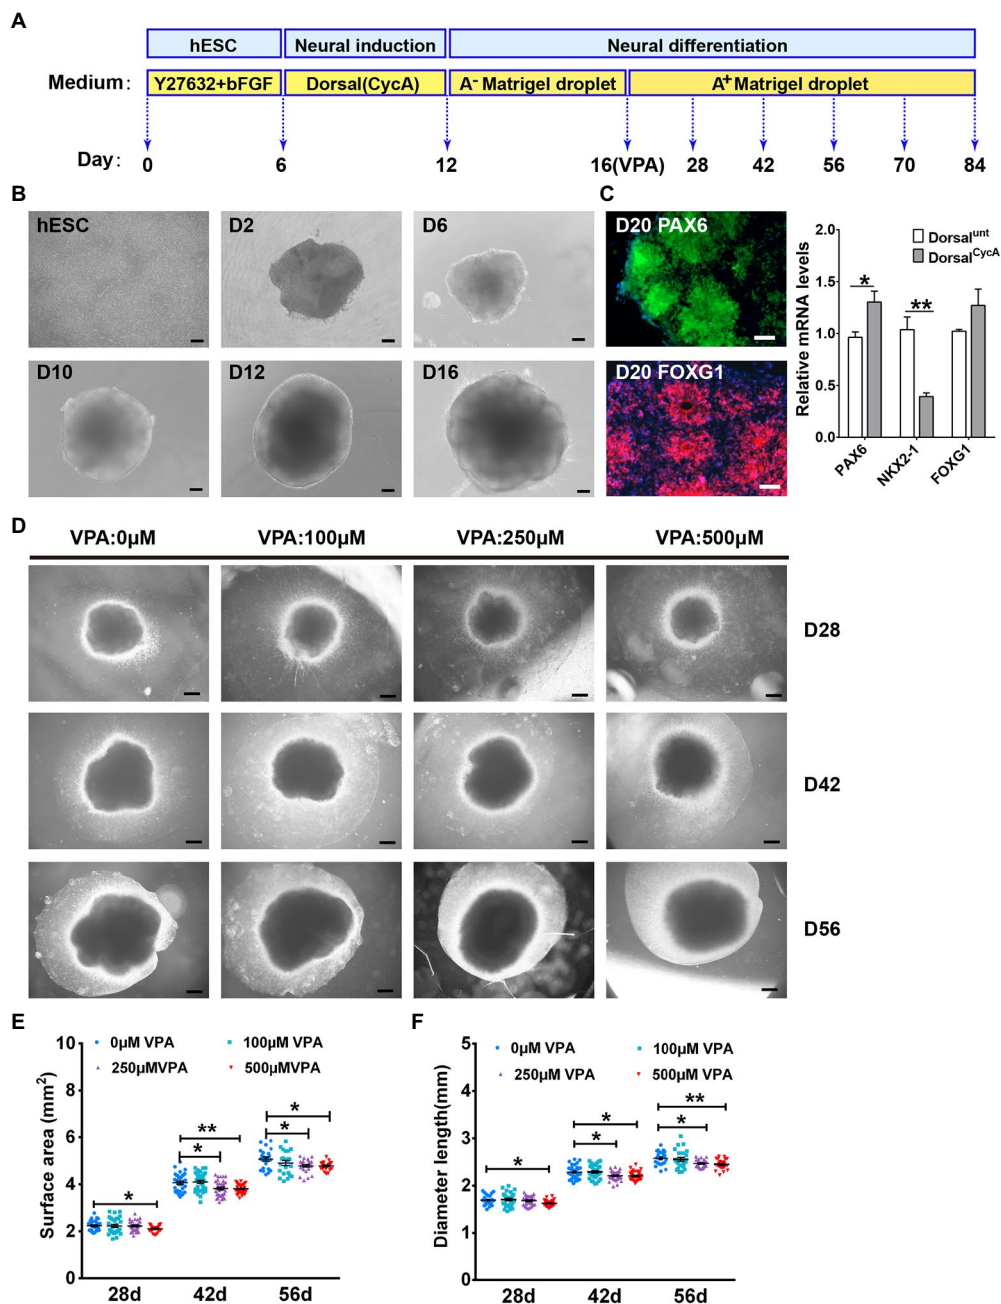 A
hESC Neural induction Neural differentiation
Medium: Y27632+bFGF Dorsal(CycA) A⁻ Matrigel droplet A⁺ Matrigel droplet
Day: 0 6 12 16(VPA) 28 42 56 70 84
B
hESC D2 D6
D10 D12 D16
C
D20 PAX6
D20 FOXG1
Relative mRNA levels
2.0
1.5
1.0
0.5
0.0
Dorsalᵘⁿᵗ
Dorsal^CycA
* **
PAX6 NKX2-1 FOXG1
D
VPA:0μM VPA:100μM VPA:250μM VPA:500μM
D28
D42
D56
E
Surface area (mm²)
10
8
6
4
2
0
0μM VPA 100μM VPA
250μMVPA 500μMVPA
*
**
*
*
*
28d 42d 56d
F
Diameter length(mm)
5
4
3
2
1
0
0μM VPA 100μM VPA
250μM VPA 500μM VPA
*
*
*
**
*
28d 42d 56d